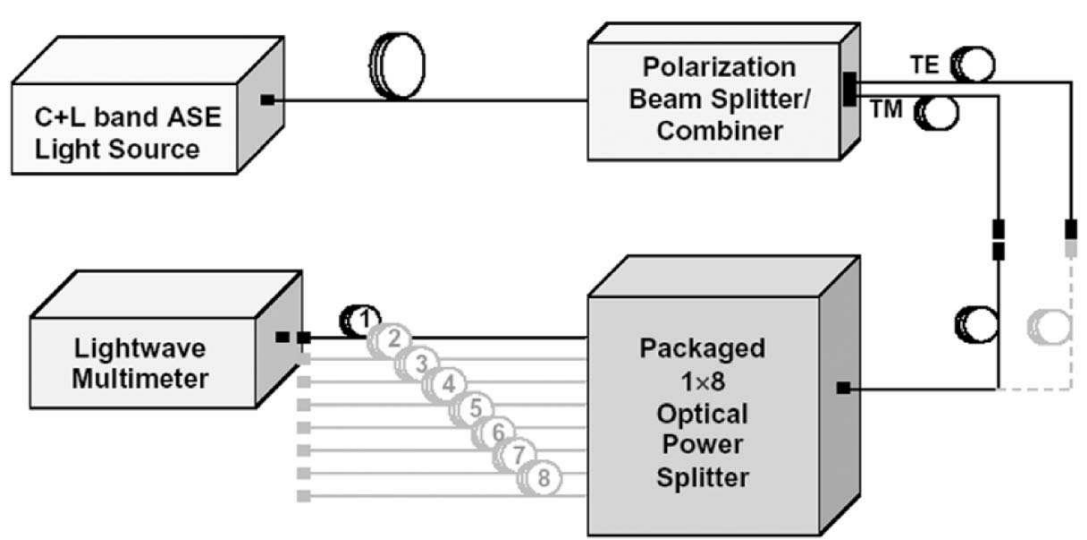 C+L band ASE
Light Source
Polarization
Beam Splitter/
Combiner
TE
TM
Lightwave
Multimeter
1
2
3
4
5
6
7
8
Packaged
1×8
Optical
Power
Splitter